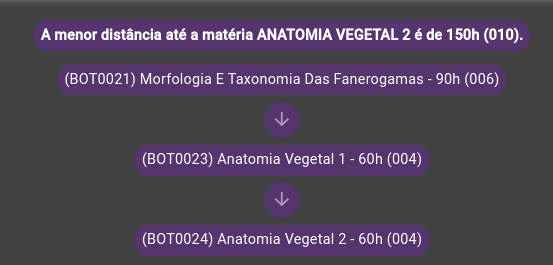 A menor distância até a matéria ANATOMIA VEGETAL 2 é de 150h (010).
(BOT0021) Morfologia E Taxonomia Das Fanerogamas - 90h (006)
(BOT0023) Anatomia Vegetal 1 - 60h (004)
(BOT0024) Anatomia Vegetal 2 - 60h (004)